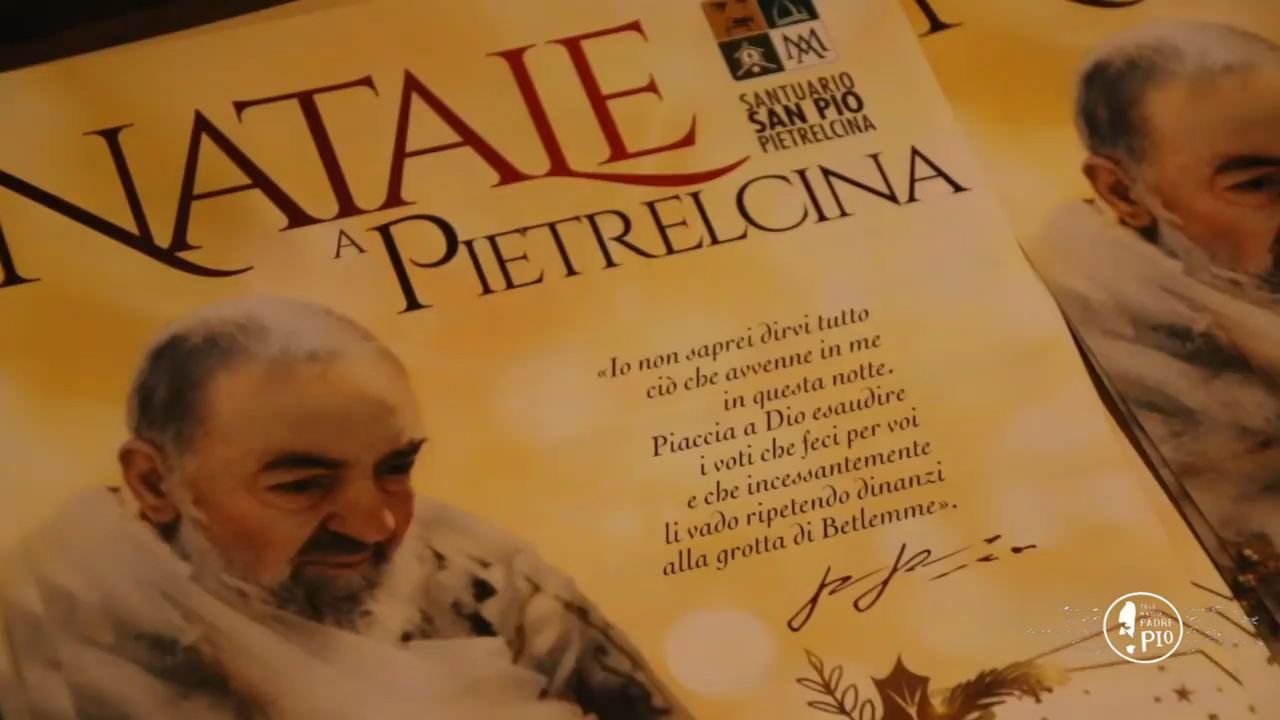 NATALE
A PIETRELCINA
SANTUARIO
SAN PIO
PIETRELCINA
«Io non saprei dirvi tutto
ciò che avvenne in me
in questa notte.
Piaccia a Dio esaudire
i voti che feci per voi
e che incessantemente
li vado ripetendo dinanzi
alla grotta di Betlemme».
TELE
RADIO
PADRE
PIO